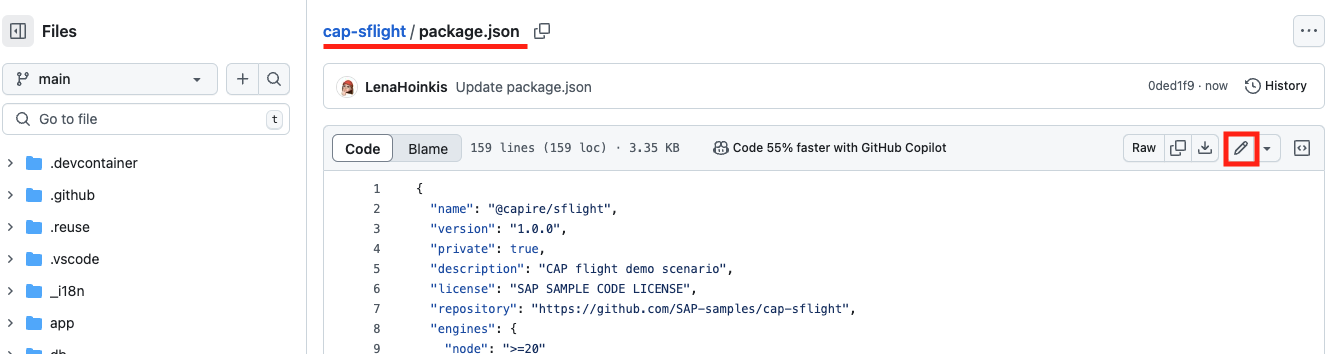 Files
main
Go to file
t
.devcontainer
.github
.reuse
.vscode
_i18n
app
db
cap-sflight / package.json
LenaHoinkis Update package.json
0ded1f9 · now
History
Code
Blame
159 lines (159 loc) · 3.35 KB
Code 55% faster with GitHub Copilot
Raw
1 {
2 "name": "@capire/sflight",
3 "version": "1.0.0",
4 "private": true,
5 "description": "CAP flight demo scenario",
6 "license": "SAP SAMPLE CODE LICENSE",
7 "repository": "https://github.com/SAP-samples/cap-sflight",
8 "engines": {
9 "node": ">=20"